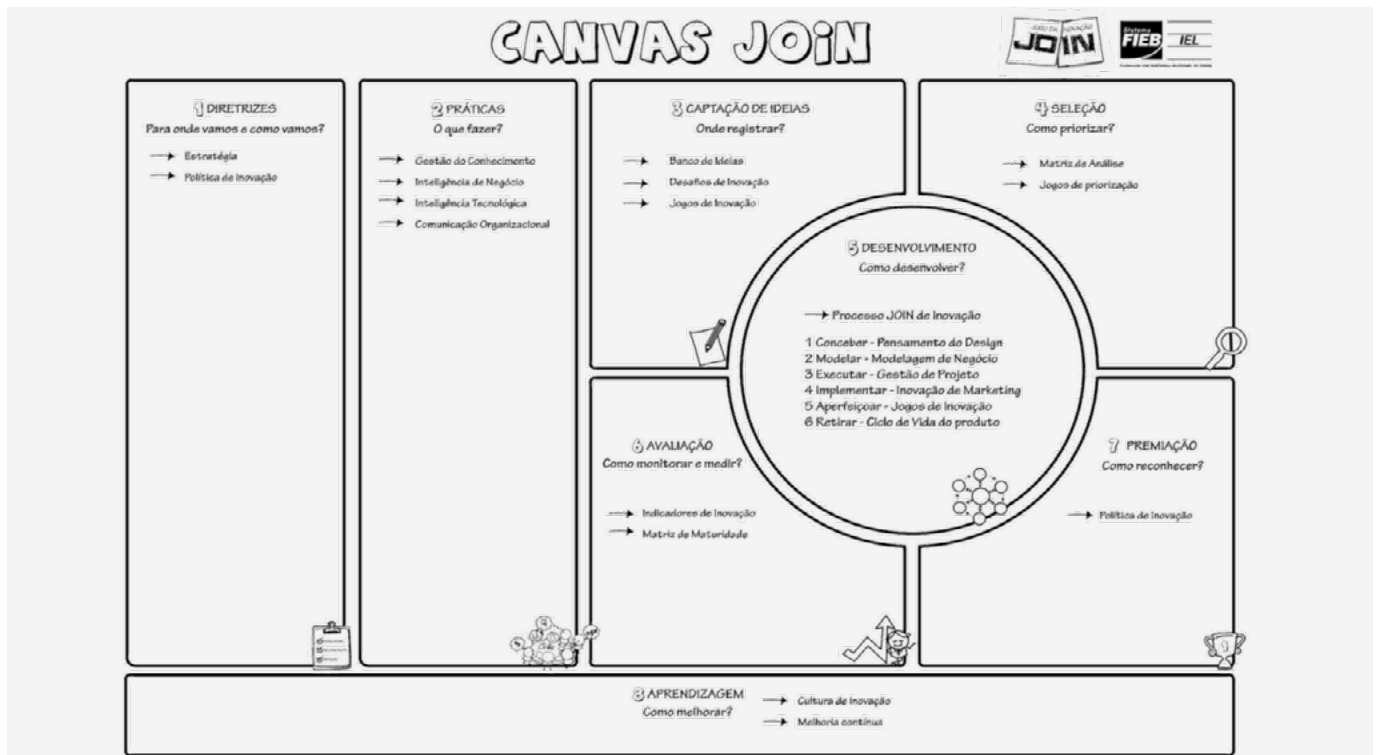 CANVAS JOIN
JOGO DA INOVAÇÃO
JOIN
Sistema
FIEB IEL
1 DIRETRIZES
Para onde vamos e como vamos?
Estratégia
Política de Inovação
2 PRÁTICAS
O que fazer?
Gestão do Conhecimento
Inteligência de Negócio
Inteligência Tecnológica
Comunicação Organizacional
3 CAPTAÇÃO DE IDEIAS
Onde registrar?
Banco de Ideias
Desafios de Inovação
Jogos de Inovação
4 SELEÇÃO
Como priorizar?
Matriz de Análise
Jogos de priorização
5 DESENVOLVIMENTO
Como desenvolver?
Processo JOIN de Inovação
1 Conceber - Pensamento do Design
2 Modelar - Modelagem de Negócio
3 Executar - Gestão de Projeto
4 Implementar - Inovação de Marketing
5 Aperfeiçoar - Jogos de Inovação
6 Retirar - Ciclo de Vida do produto
6 AVALIAÇÃO
Como monitorar e medir?
Indicadores de Inovação
Matriz de Maturidade
7 PREMIAÇÃO
Como reconhecer?
Política de Inovação
8 APRENDIZAGEM
Como melhorar?
Cultura de Inovação
Melhoria contínua